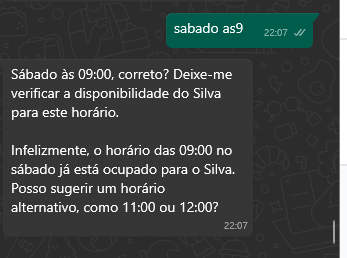 sabado as9
22:07
Sábado às 09:00, correto? Deixe-me
verificar a disponibilidade do Silva
para este horário.
Infelizmente, o horário das 09:00 no
sábado já está ocupado para o Silva.
Posso sugerir um horário
alternativo, como 11:00 ou 12:00?
22:07